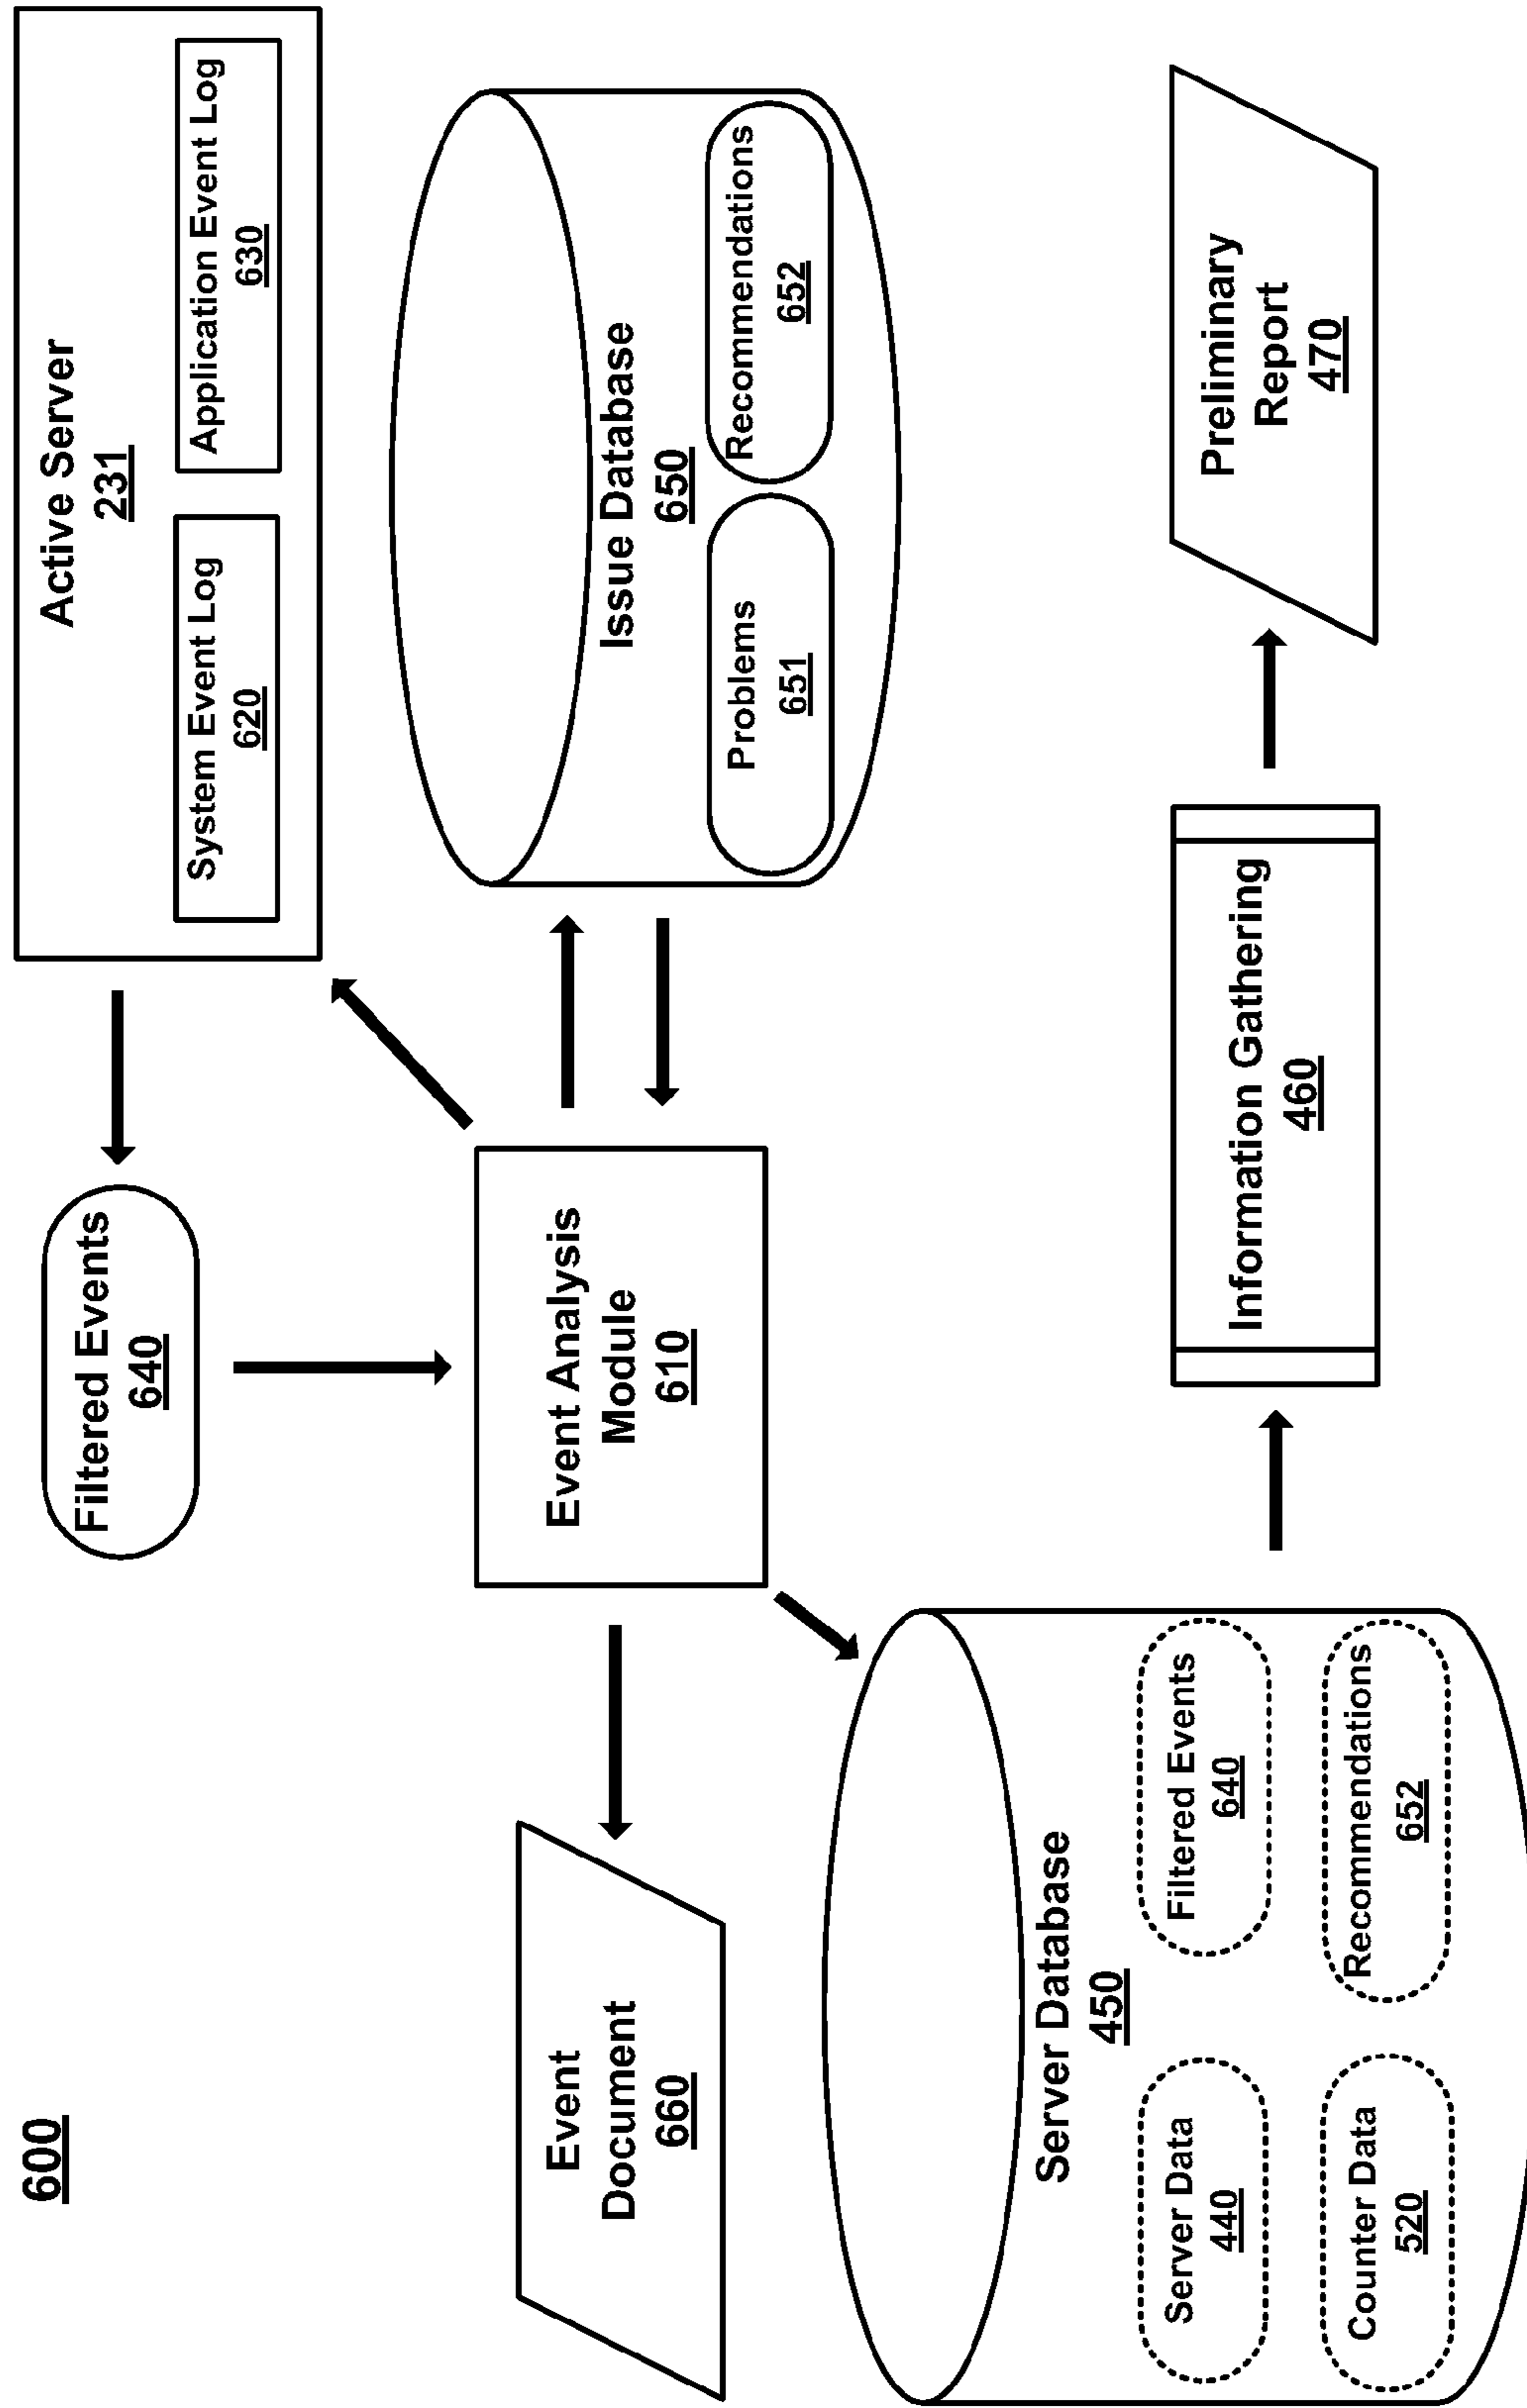 600
Filtered Events
640
Active Server
231
System Event Log
620
Application Event Log
630
Event
Document
660
Event Analysis
Module
610
Issue Database
650
Problems
651
Recommendations
652
Server Database
450
Server Data
440
Filtered Events
640
Counter Data
520
Recommendations
652
Information Gathering
460
Preliminary
Report
470